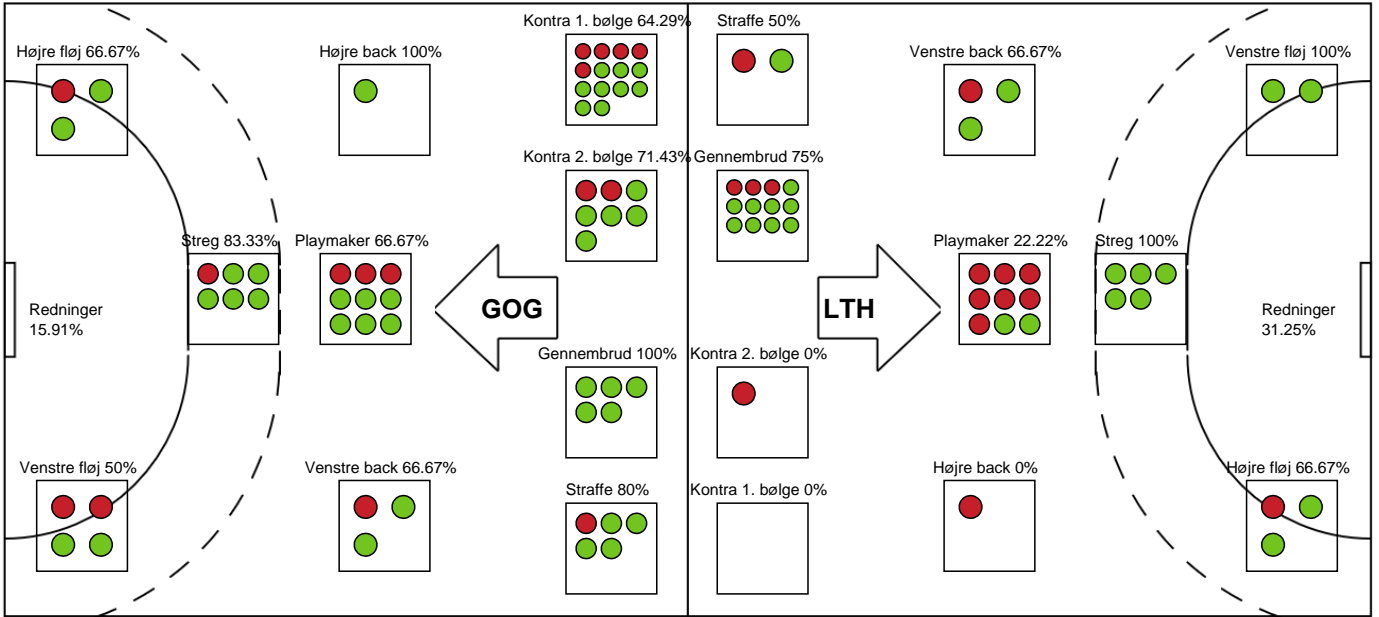 Kontra 1. bølge 64.29%
Straffe 50%
Højre fløj 66.67%
Højre back 100%
Venstre back 66.67%
Venstre fløj 100%
Kontra 2. bølge 71.43%
Gennembrud 75%
Streg 83.33%
Playmaker 66.67%
Playmaker 22.22%
Streg 100%
Redninger
15.91%
GOG
LTH
Redninger
31.25%
Gennembrud 100%
Kontra 2. bølge 0%
Venstre fløj 50%
Venstre back 66.67%
Højre back 0%
Højre fløj 66.67%
Straffe 80%
Kontra 1. bølge 0%